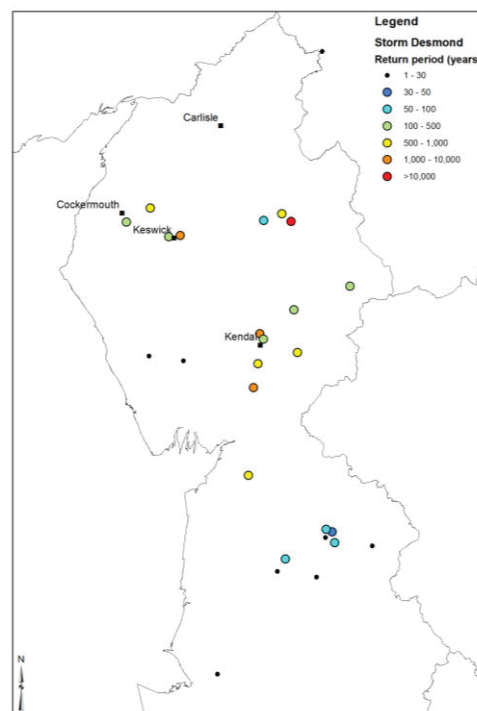 Legend
Storm Desmond
Return period (years
1 - 30
30 - 50
50 - 100
100 - 500
500 - 1,000
1,000 - 10,000
>10,000
Carlisle
Cockermouth
Keswick
Kendal
N